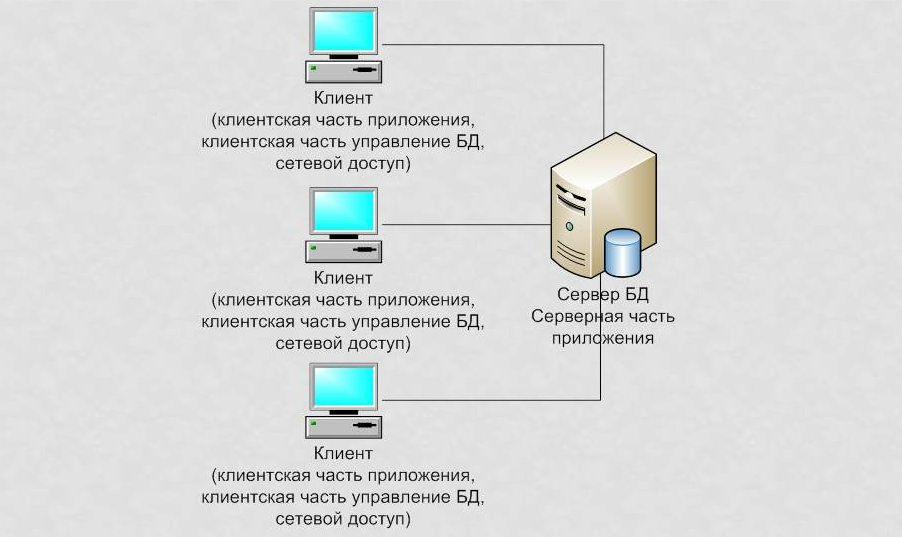 Клиент
(клиентская часть приложения,
клиентская часть управление БД,
сетевой доступ)
Клиент
(клиентская часть приложения,
клиентская часть управление БД,
сетевой доступ)
Сервер БД
Серверная часть
приложения
Клиент
(клиентская часть приложения,
клиентская часть управление БД,
сетевой доступ)